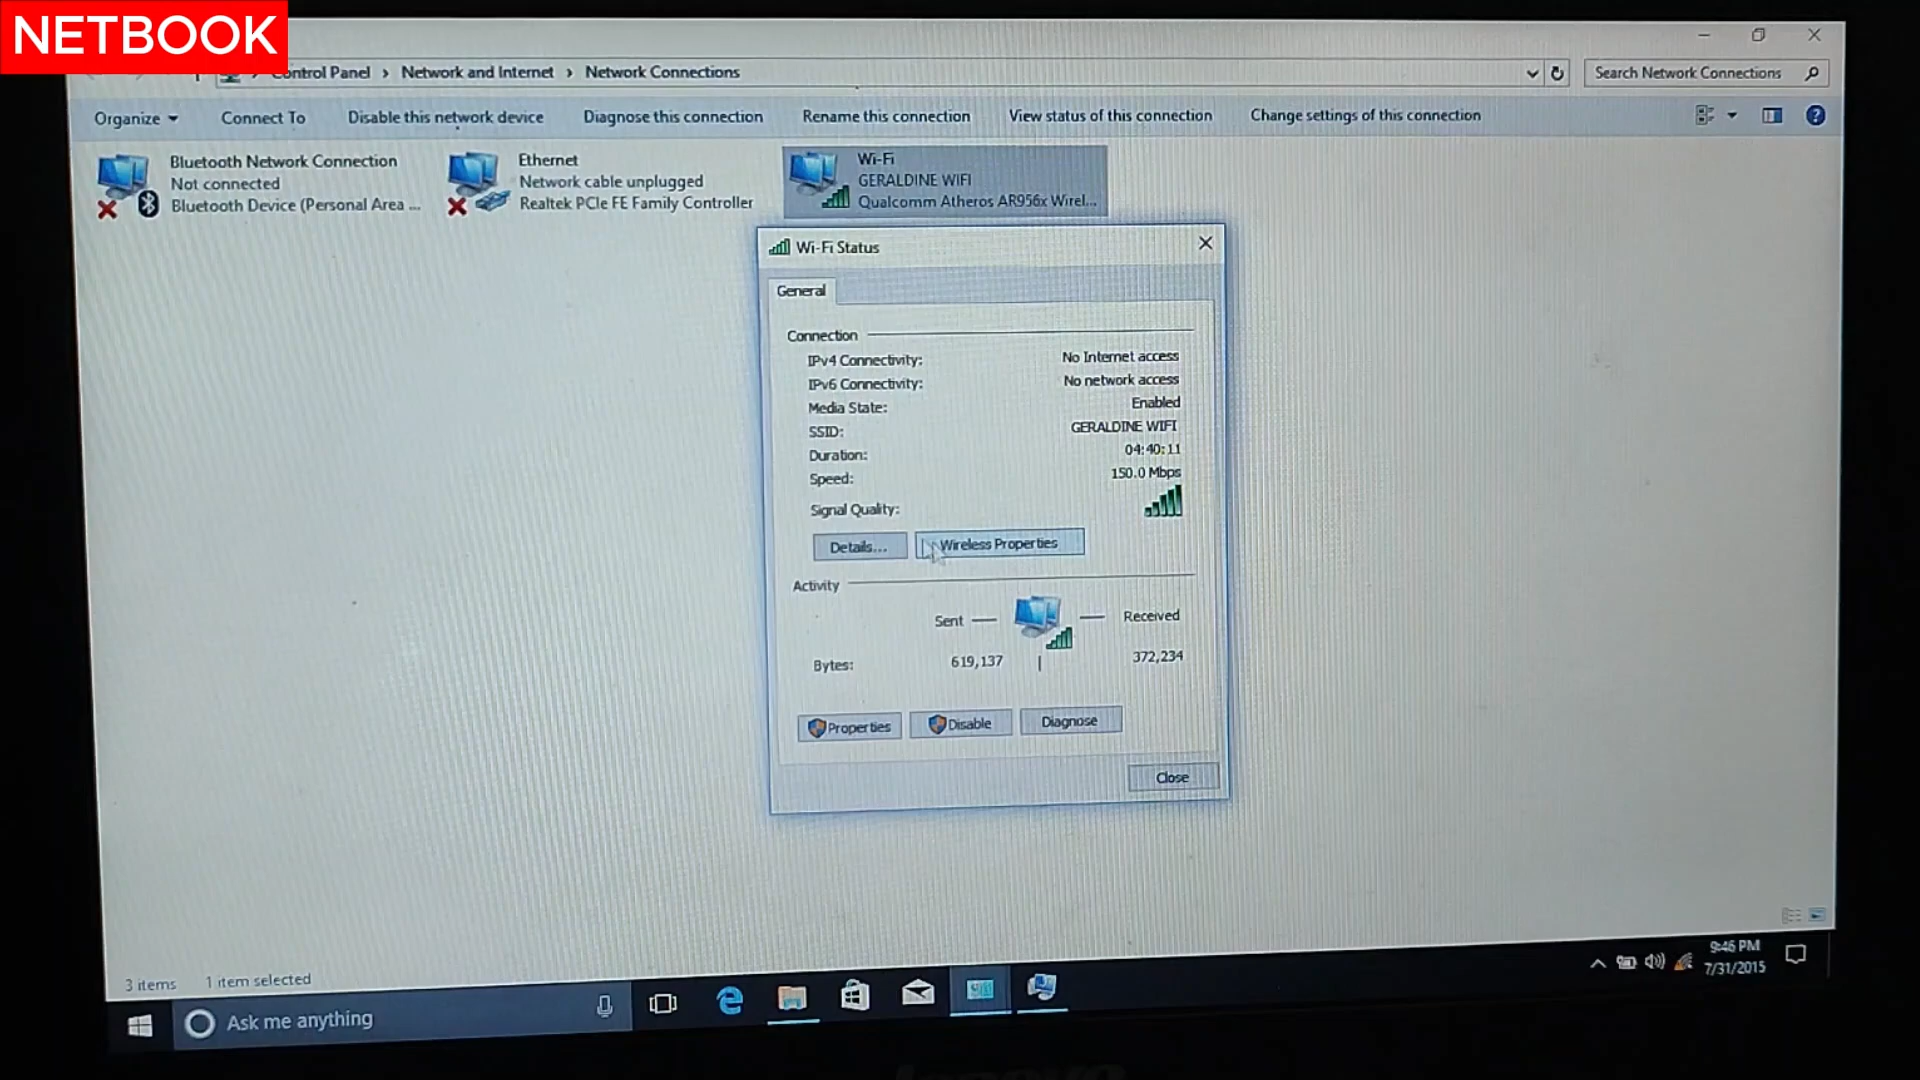 NETBOOK
Control Panel › Network and Internet › Network Connections
Search Network Connections
Organize
Connect To
Disable this network device
Diagnose this connection
Rename this connection
View status of this connection
Change settings of this connection
Bluetooth Network Connection
Not connected
Bluetooth Device (Personal Area ...
Ethernet
Network cable unplugged
Realtek PCIe FE Family Controller
Wi-Fi
GERALDINE WIFI
Qualcomm Atheros AR956x Wirel...
Wi-Fi Status
General
Connection
IPv4 Connectivity: No Internet access
IPv6 Connectivity: No network access
Media State: Enabled
SSID: GERALDINE WIFI
Duration: 04:40:11
Speed: 150.0 Mbps
Signal Quality:
Details...
Wireless Properties
Activity
Sent — — Received
Bytes: 619,137 | 372,234
Properties
Disable
Diagnose
Close
3 items 1 item selected
Ask me anything
9:46 PM
7/31/2015